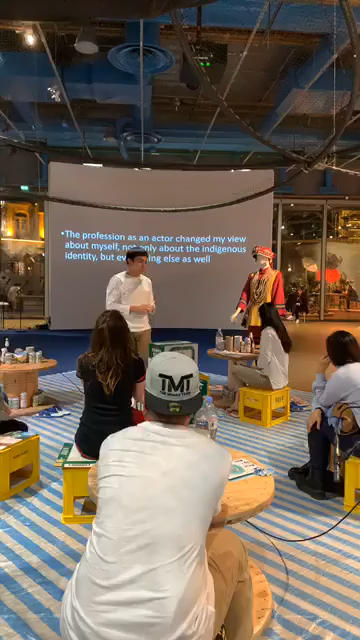 •The profession as an actor changed my view
about myself, not only about the indigenous
identity, but everything else as well
TMT